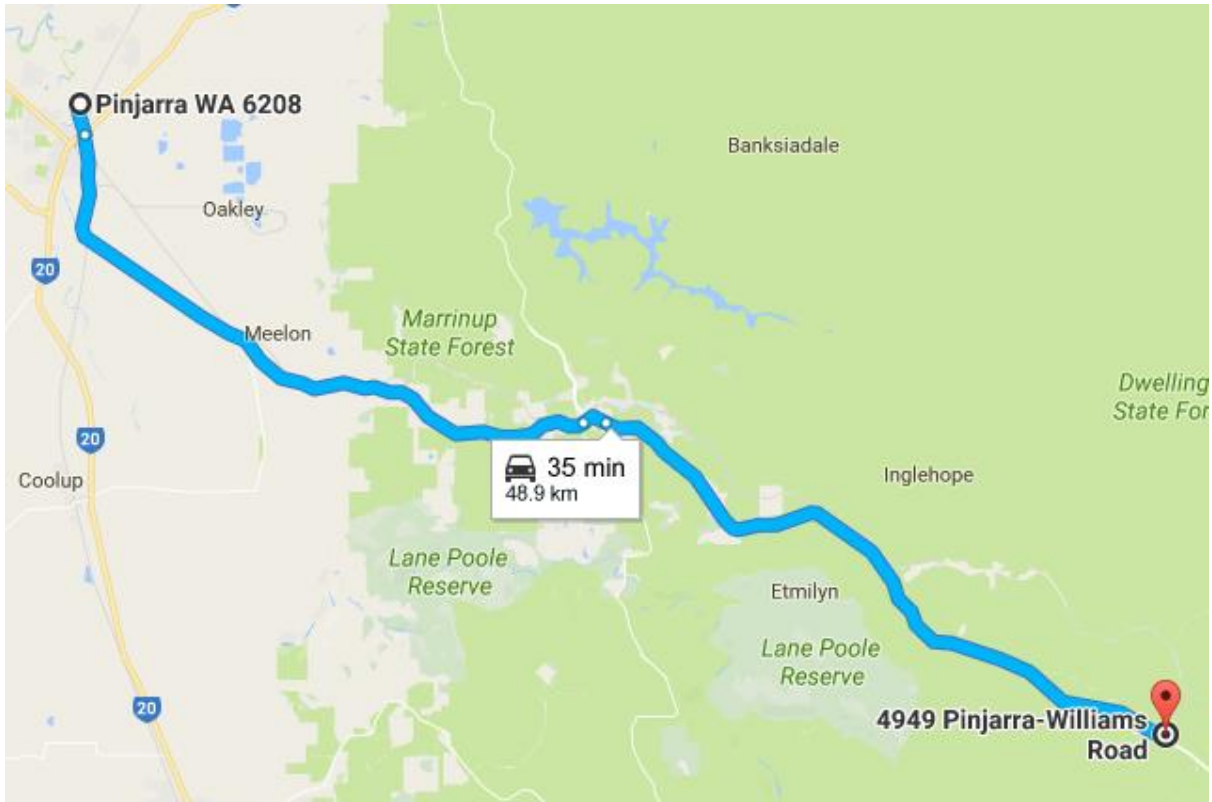 Pinjarra WA 6208
Banksiadale
Oakley
20
Marrinup
State Forest
Meelon
Dwelling
State For
20
35 min
48.9 km
Coolup
Inglehope
Lane Poole
Reserve
Etmilyn
Lane Poole
Reserve
20
4949 Pinjarra-Williams
Road